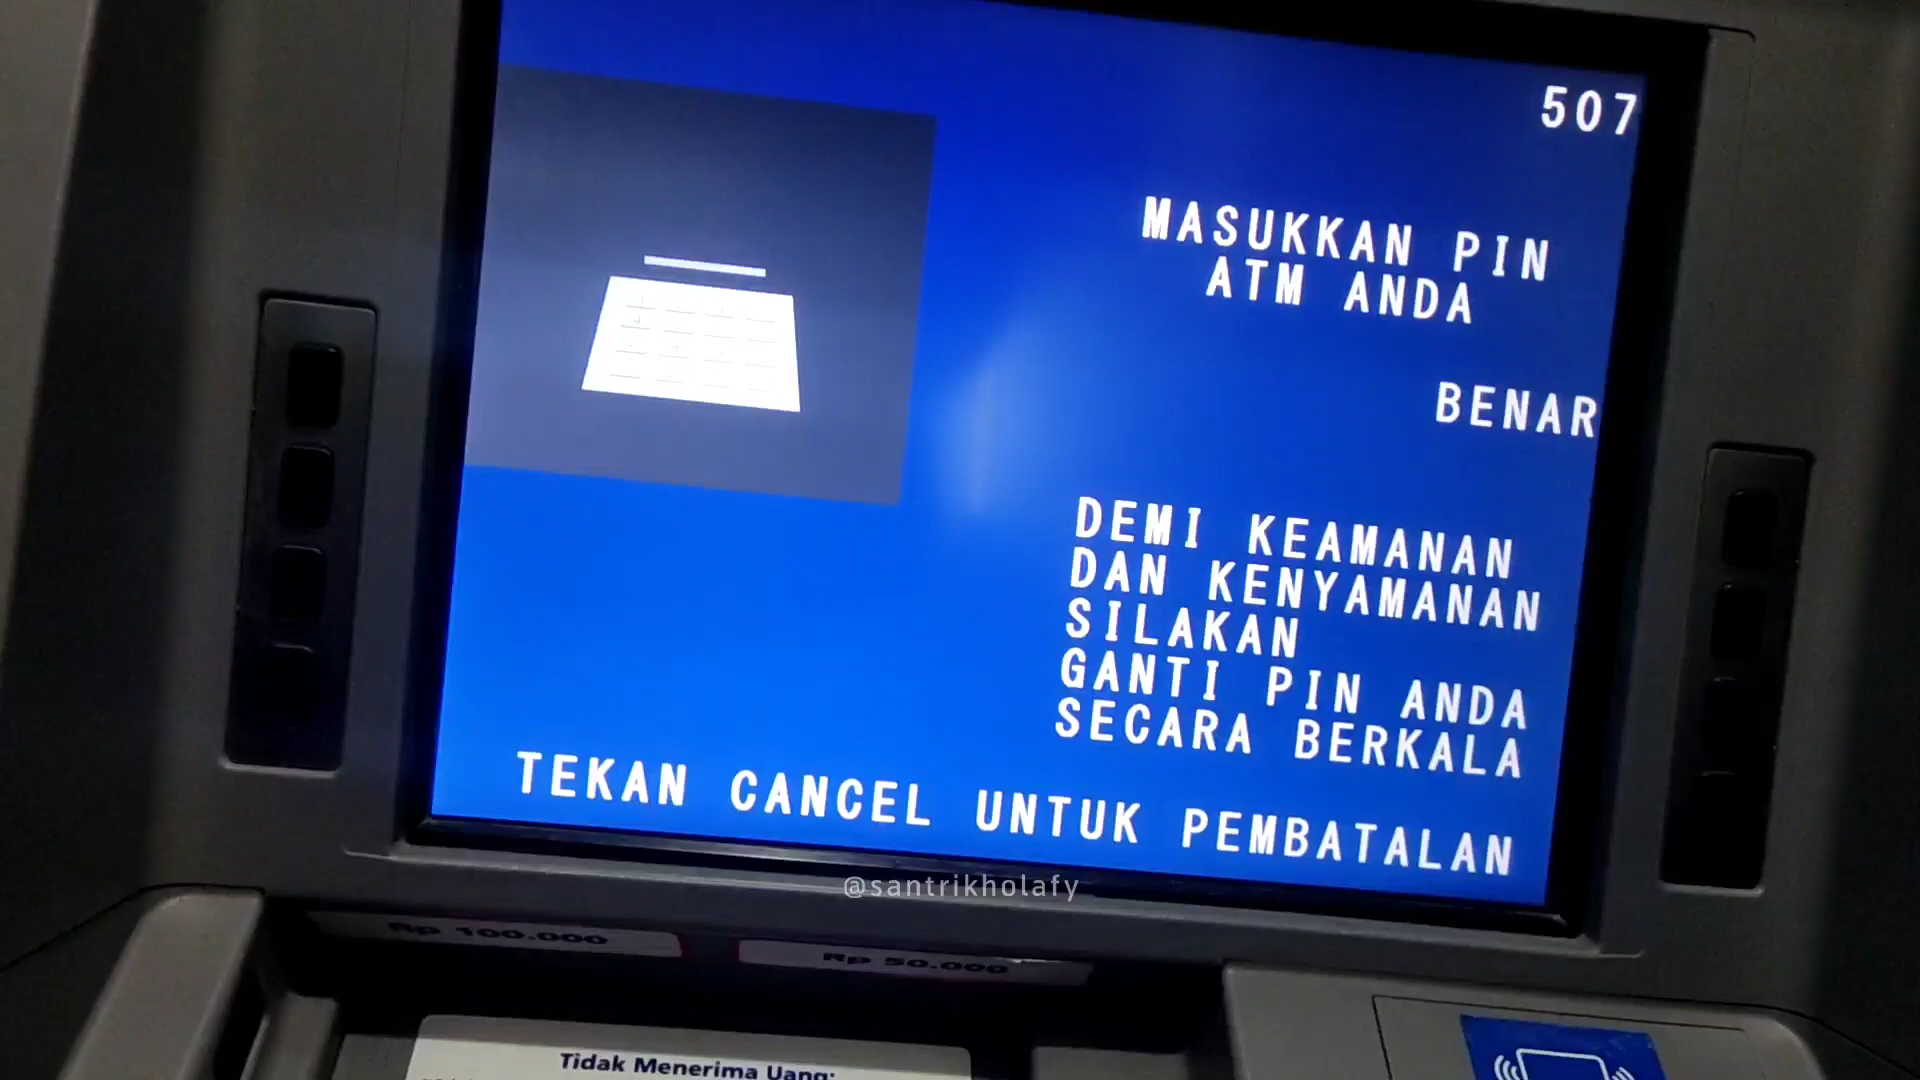 507
MASUKKAN PIN
ATM ANDA
BENAR
DEMI KEAMANAN
DAN KENYAMANAN
SILAKAN
GANTI PIN ANDA
SECARA BERKALA
TEKAN CANCEL UNTUK PEMBATALAN
@santrikholafy
Rp 100.000
Rp 50.000
Tidak Menerima Uang: